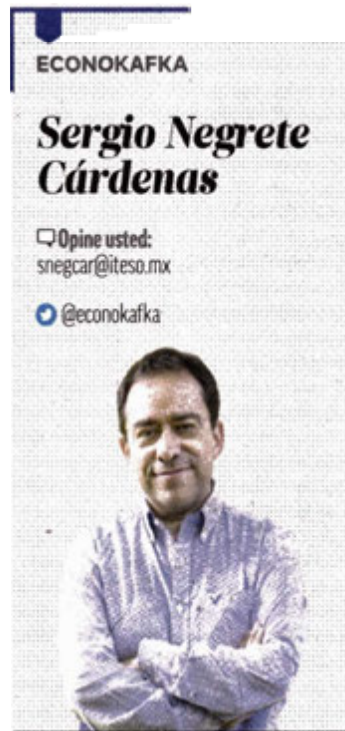 ECONOKAFKA
Sergio Negrete
Cárdenas
Opine usted:
snegcar@iteso.mx
@econokafka